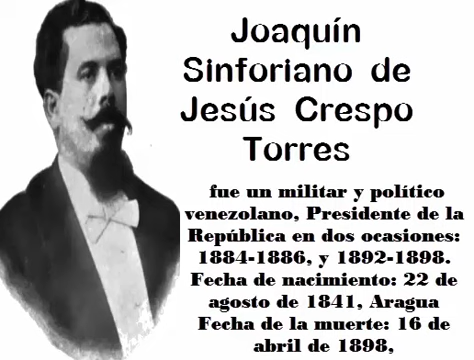 Joaquín
Sinforiano de
Jesús Crespo
Torres
fue un militar y político
venezolano, Presidente de la
República en dos ocasiones:
1884-1886, y 1892-1898.
Fecha de nacimiento: 22 de
agosto de 1841, Aragua
Fecha de la muerte: 16 de
abril de 1898,